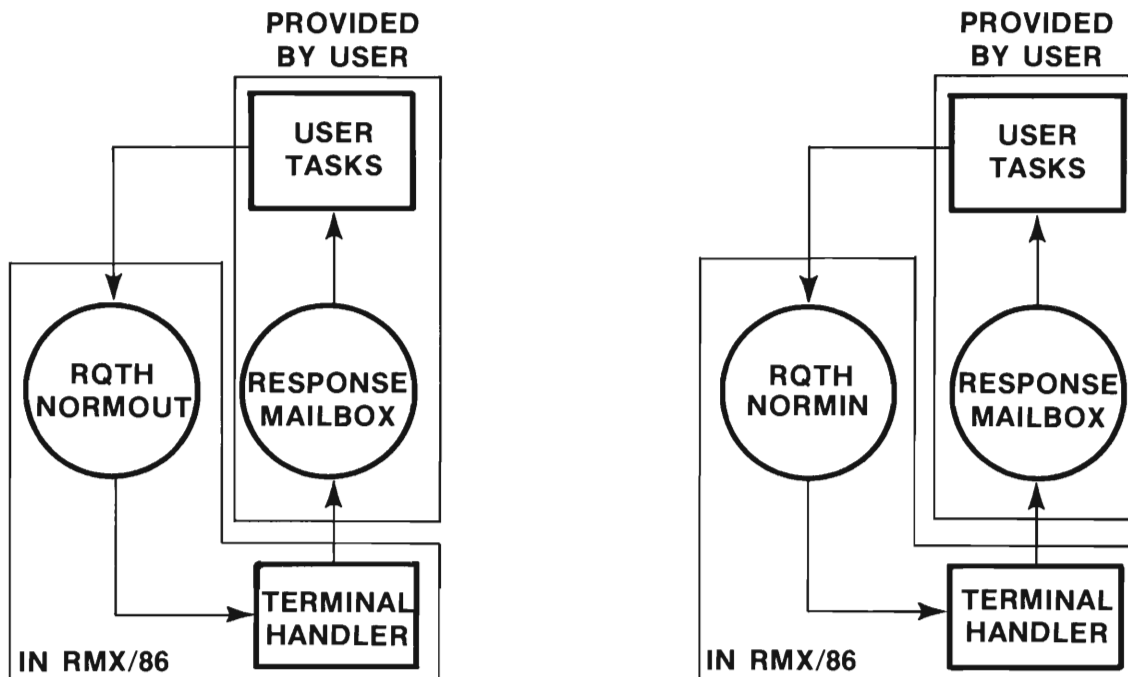 PROVIDED
BY USER
USER
TASKS
RQTH
NORMOUT
RESPONSE
MAILBOX
TERMINAL
HANDLER
IN RMX/86
PROVIDED
BY USER
USER
TASKS
RQTH
NORMIN
RESPONSE
MAILBOX
TERMINAL
HANDLER
IN RMX/86